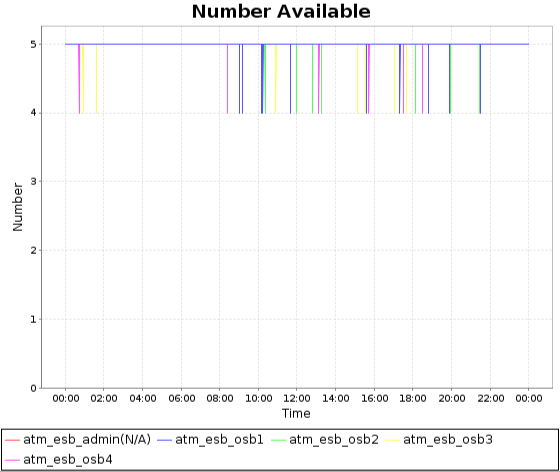 Number Available
5
4
3
2
1
0
Number
00:00 02:00 04:00 06:00 08:00 10:00 12:00 14:00 16:00 18:00 20:00 22:00 00:00
Time
atm_esb_admin(N/A) atm_esb_osb1 atm_esb_osb2 atm_esb_osb3
atm_esb_osb4